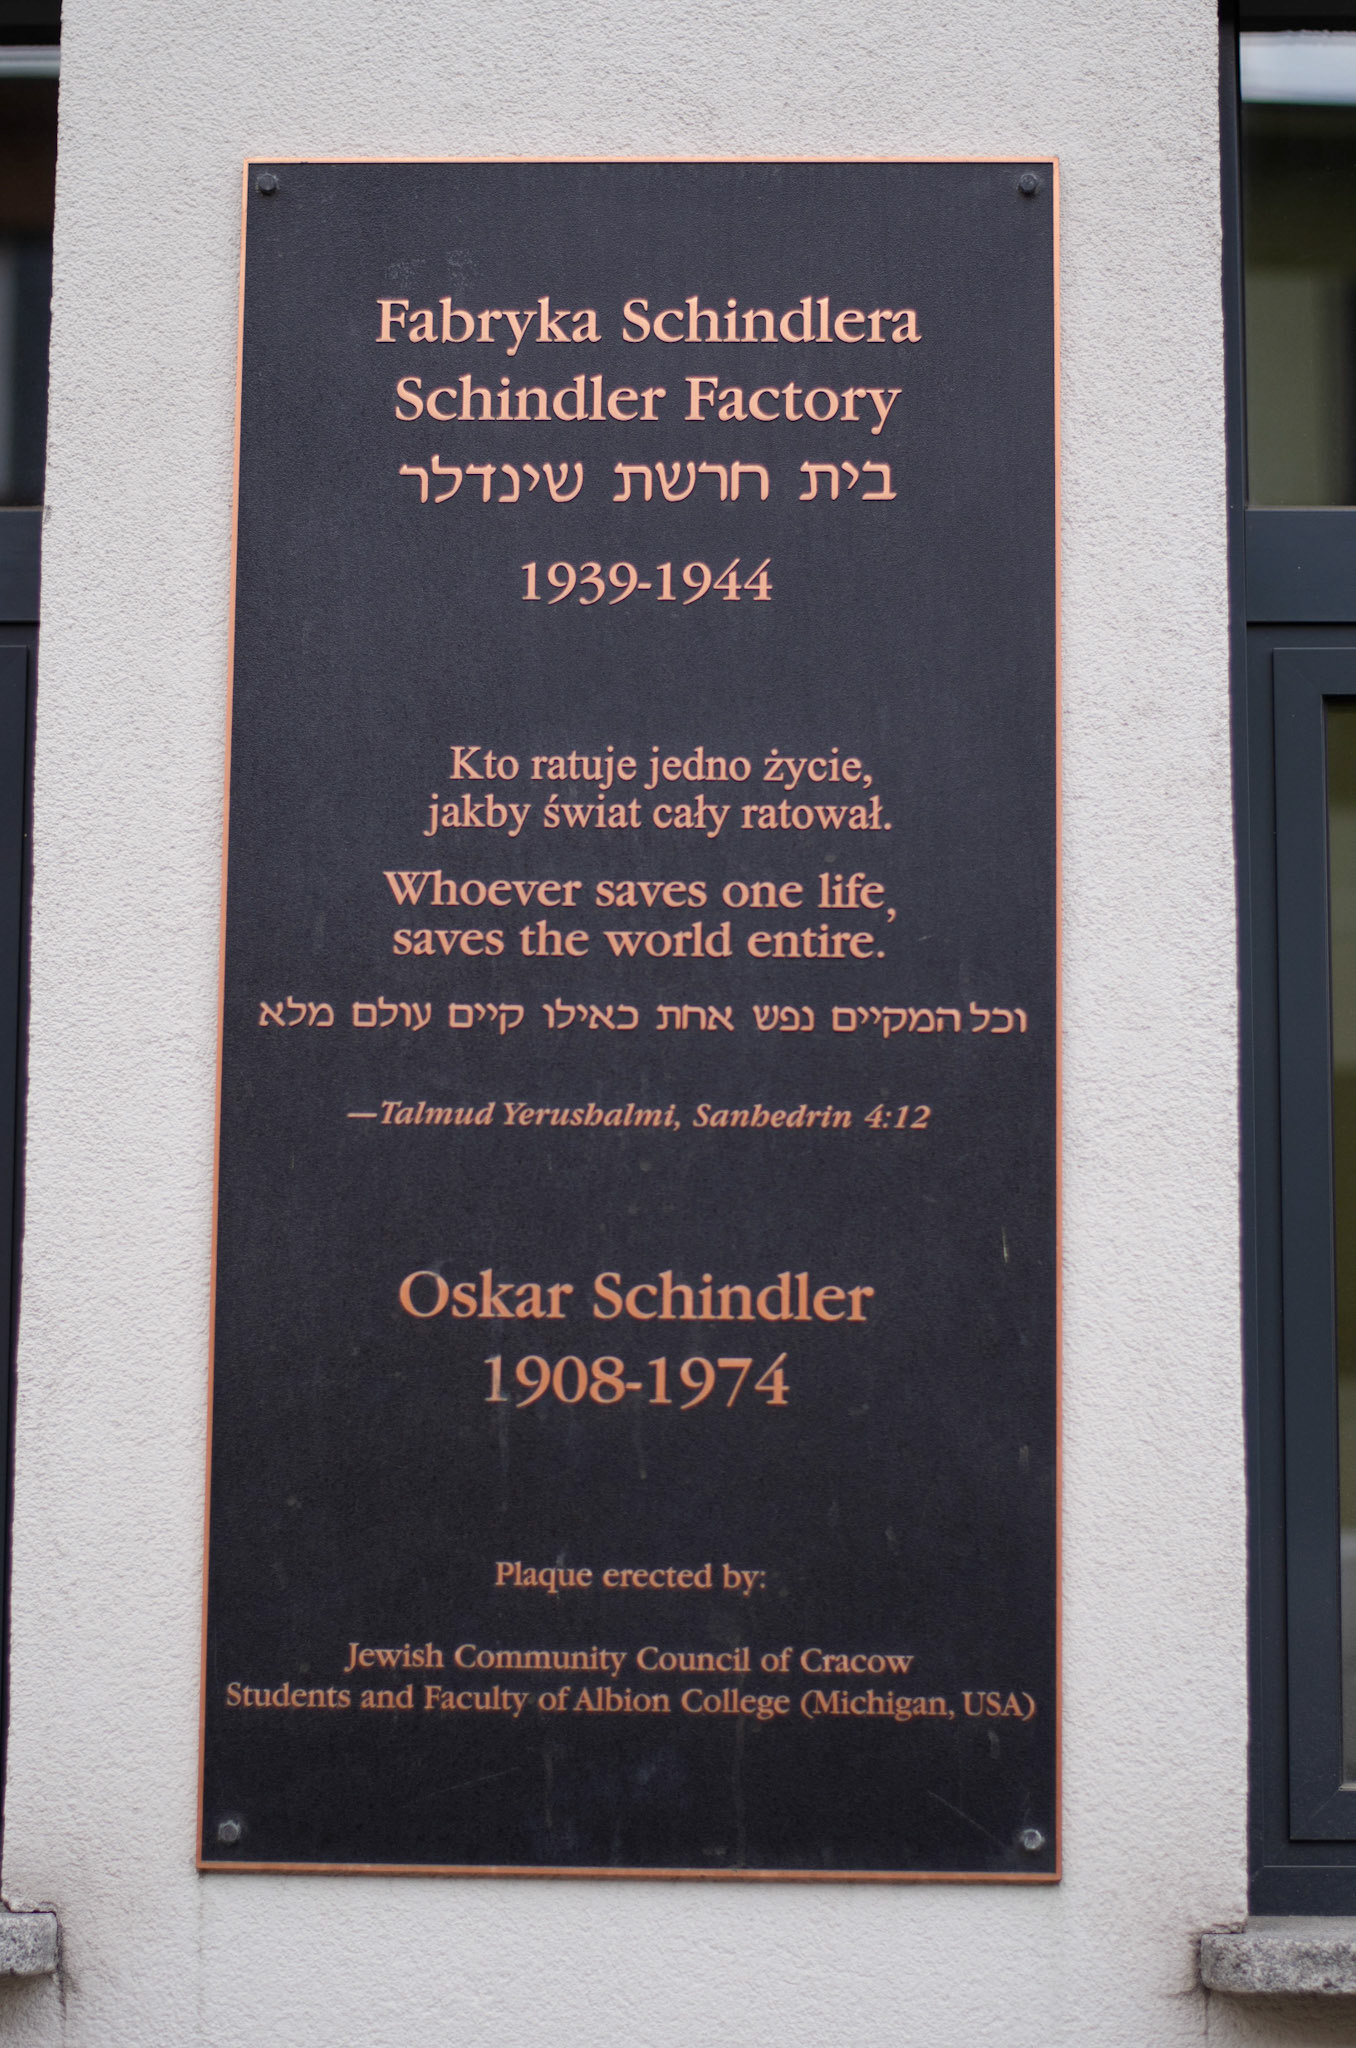 Fabryka Schindlera
Schindler Factory
בית חרשת שינדלר
1939-1944
Kto ratuje jedno życie,
jakby świat cały ratował.
Whoever saves one life,
saves the world entire.
וכל המקיים נפש אחת כאילו קיים עולם מלא
—Talmud Yerushalmi, Sanhedrin 4:12
Oskar Schindler
1908-1974
Plaque erected by:
Jewish Community Council of Cracow
Students and Faculty of Albion College (Michigan, USA)